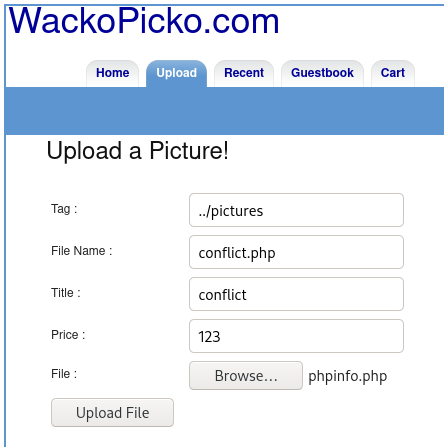 WackoPicko.com
Home Upload Recent Guestbook Cart
Upload a Picture!
Tag : ../pictures
File Name : conflict.php
Title : conflict
Price : 123
File : Browse... phpinfo.php
Upload File